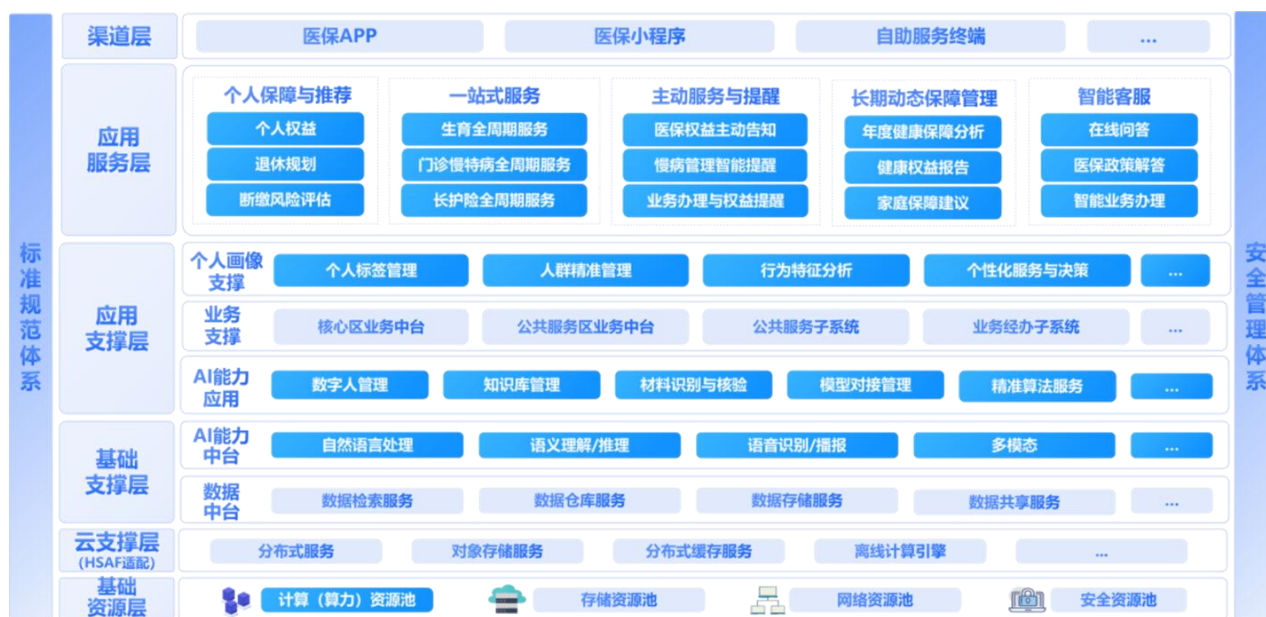 标准规范体系
渠道层
医保APP
医保小程序
自助服务终端
...
应用
服务层
个人保障与推荐
个人权益
退休规划
断缴风险评估
一站式服务
生育全周期服务
门诊慢特病全周期服务
长护险全周期服务
主动服务与提醒
医保权益主动告知
慢病管理智能提醒
业务办理与权益提醒
长期动态保障管理
年度健康保障分析
健康权益报告
家庭保障建议
智能客服
在线问答
医保政策解答
智能业务办理
应用
支撑层
个人画像
支撑
个人标签管理
人群精准管理
行为特征分析
个性化服务与决策
...
业务
支撑
核心区业务中台
公共服务区业务中台
公共服务子系统
业务经办子系统
...
AI能力
应用
数字人管理
知识库管理
材料识别与核验
模型对接管理
精准算法服务
...
基础
支撑层
AI能力
中台
自然语言处理
语义理解/推理
语音识别/播报
多模态
...
数据
中台
数据检索服务
数据仓库服务
数据存储服务
数据共享服务
...
云支撑层
(HSAF适配)
分布式服务
对象存储服务
分布式缓存服务
离线计算引擎
...
基础
资源层
计算（算力）资源池
存储资源池
网络资源池
安全资源池
安全管理体系